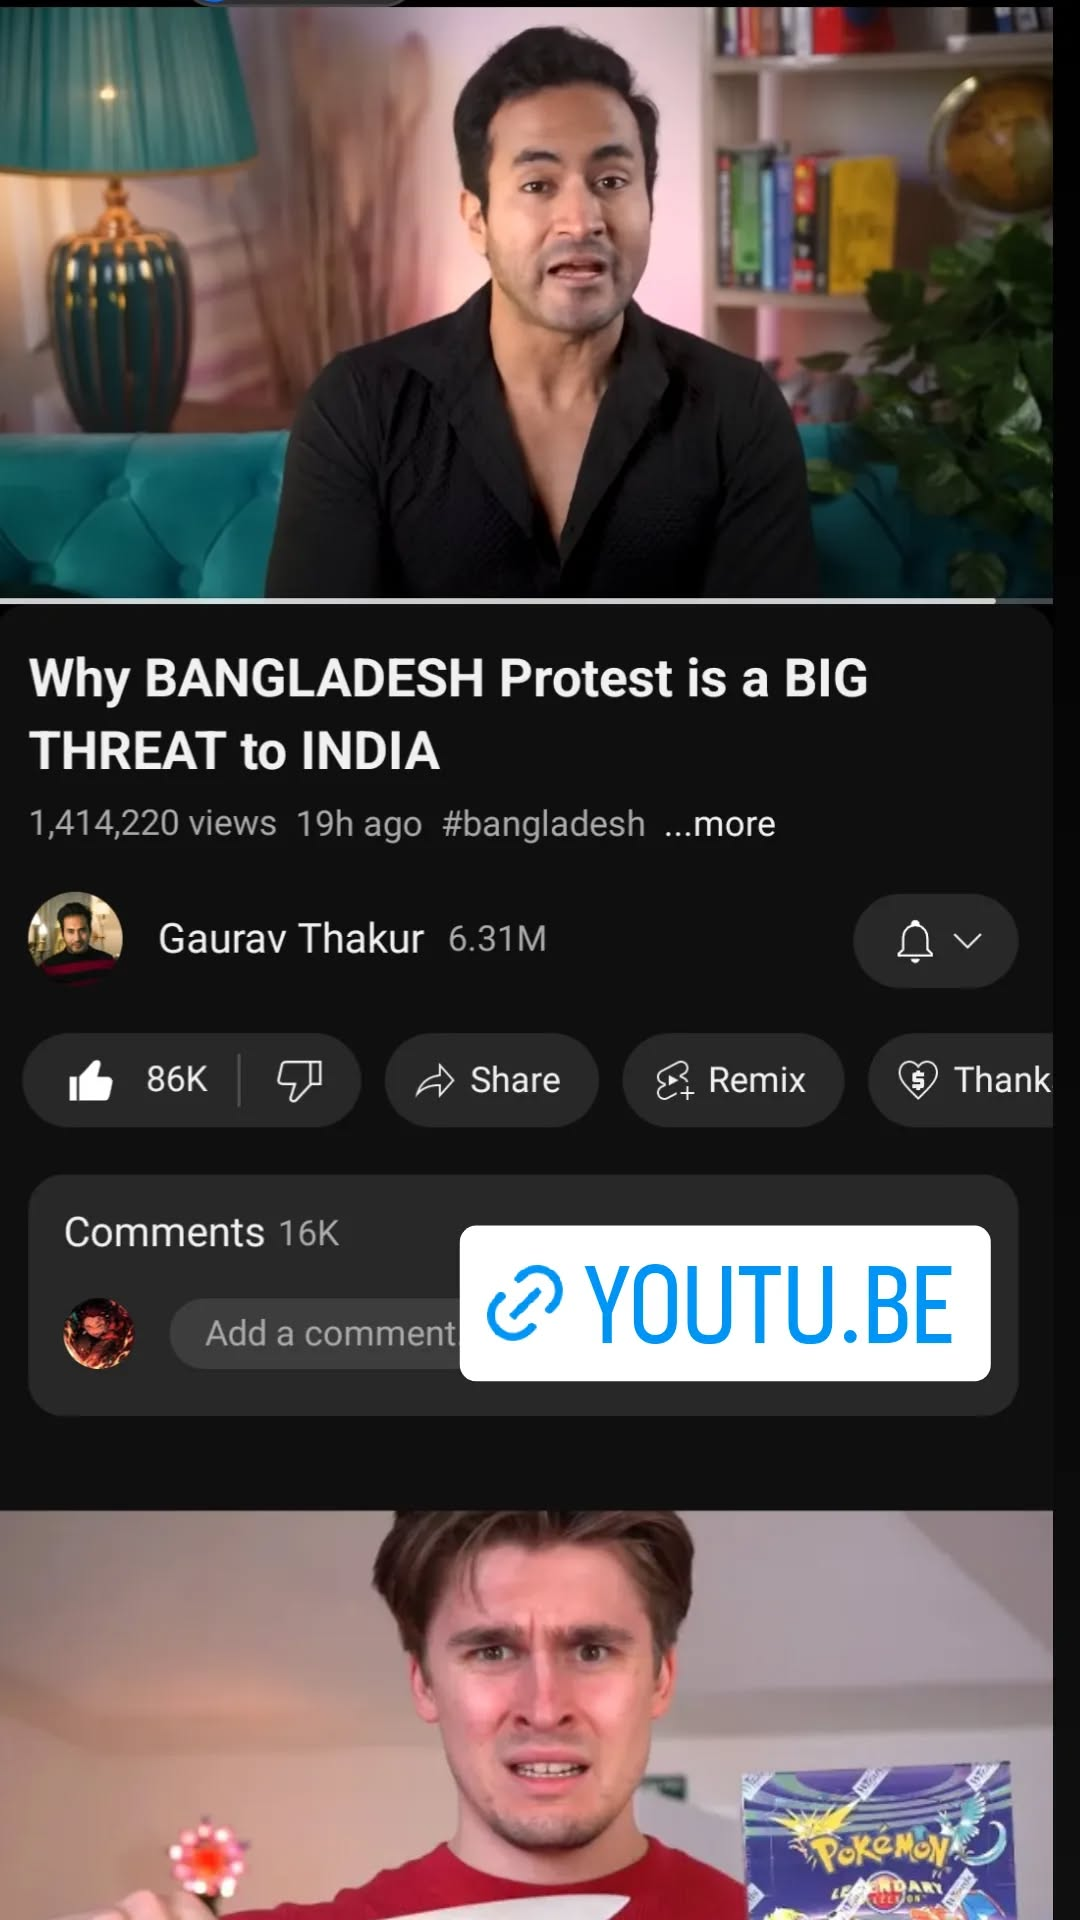 Why BANGLADESH Protest is a BIG
THREAT to INDIA
1,414,220 views 19h ago #bangladesh ...more
Gaurav Thakur 6.31M
86K Share Remix Thank
Comments 16K
Add a comment.
YOUTU.BE
POKéMON